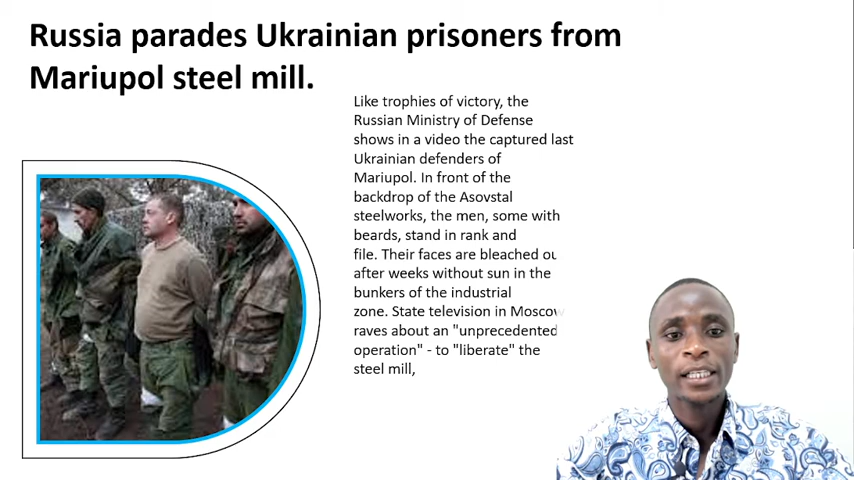 Russia parades Ukrainian prisoners from
Mariupol steel mill.
Like trophies of victory, the
Russian Ministry of Defense
shows in a video the captured last
Ukrainian defenders of
Mariupol. In front of the
backdrop of the Asovstal
steelworks, the men, some with
beards, stand in rank and
file. Their faces are bleached ou
after weeks without sun in the
bunkers of the industrial
zone. State television in Moscow
raves about an "unprecedented
operation" - to "liberate" the
steel mill,